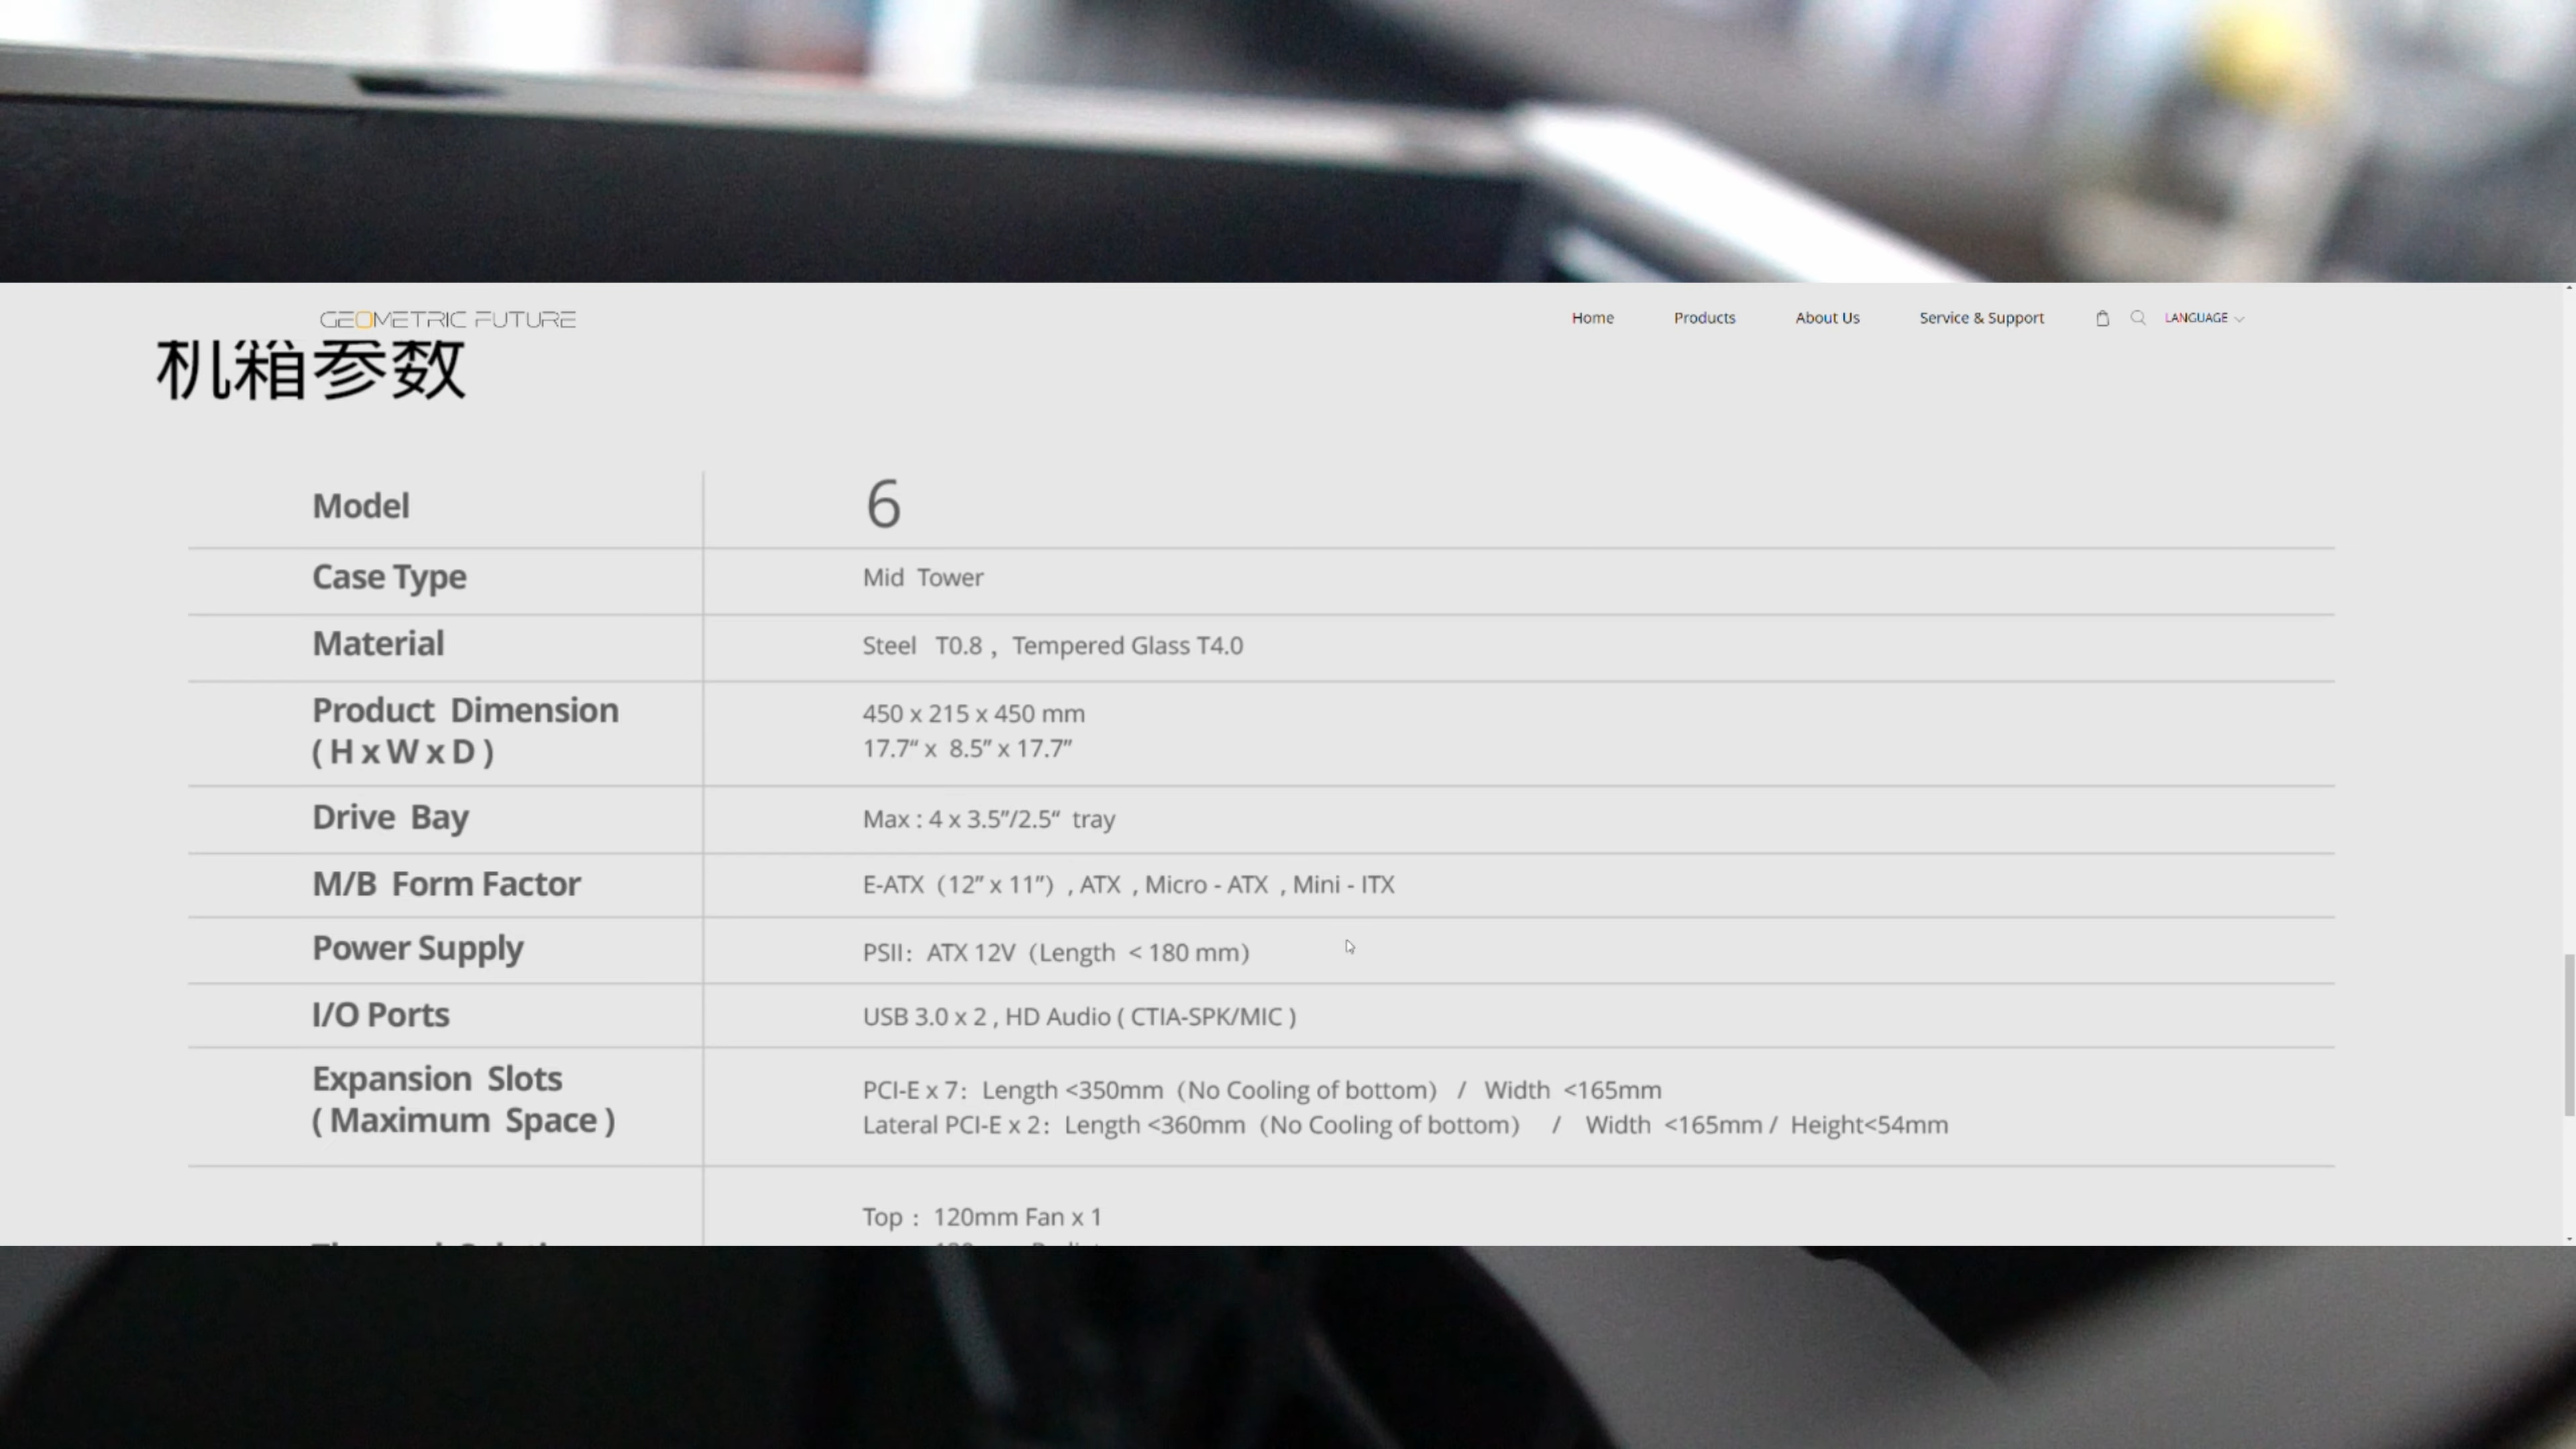 GEOMETRIC FUTURE
Home Products About Us Service & Support LANGUAGE
机箱参数
Model 6
Case Type Mid Tower
Material Steel T0.8 , Tempered Glass T4.0
Product Dimension
( H x W x D )
450 x 215 x 450 mm
17.7“ x 8.5” x 17.7”
Drive Bay Max : 4 x 3.5”/2.5“ tray
M/B Form Factor E-ATX（12” x 11”）, ATX , Micro - ATX , Mini - ITX
Power Supply PSII：ATX 12V（Length < 180 mm）
I/O Ports USB 3.0 x 2 , HD Audio ( CTIA-SPK/MIC )
Expansion Slots
( Maximum Space )
PCI-E x 7：Length <350mm（No Cooling of bottom） / Width <165mm
Lateral PCI-E x 2：Length <360mm（No Cooling of bottom） / Width <165mm / Height<54mm
Top：120mm Fan x 1